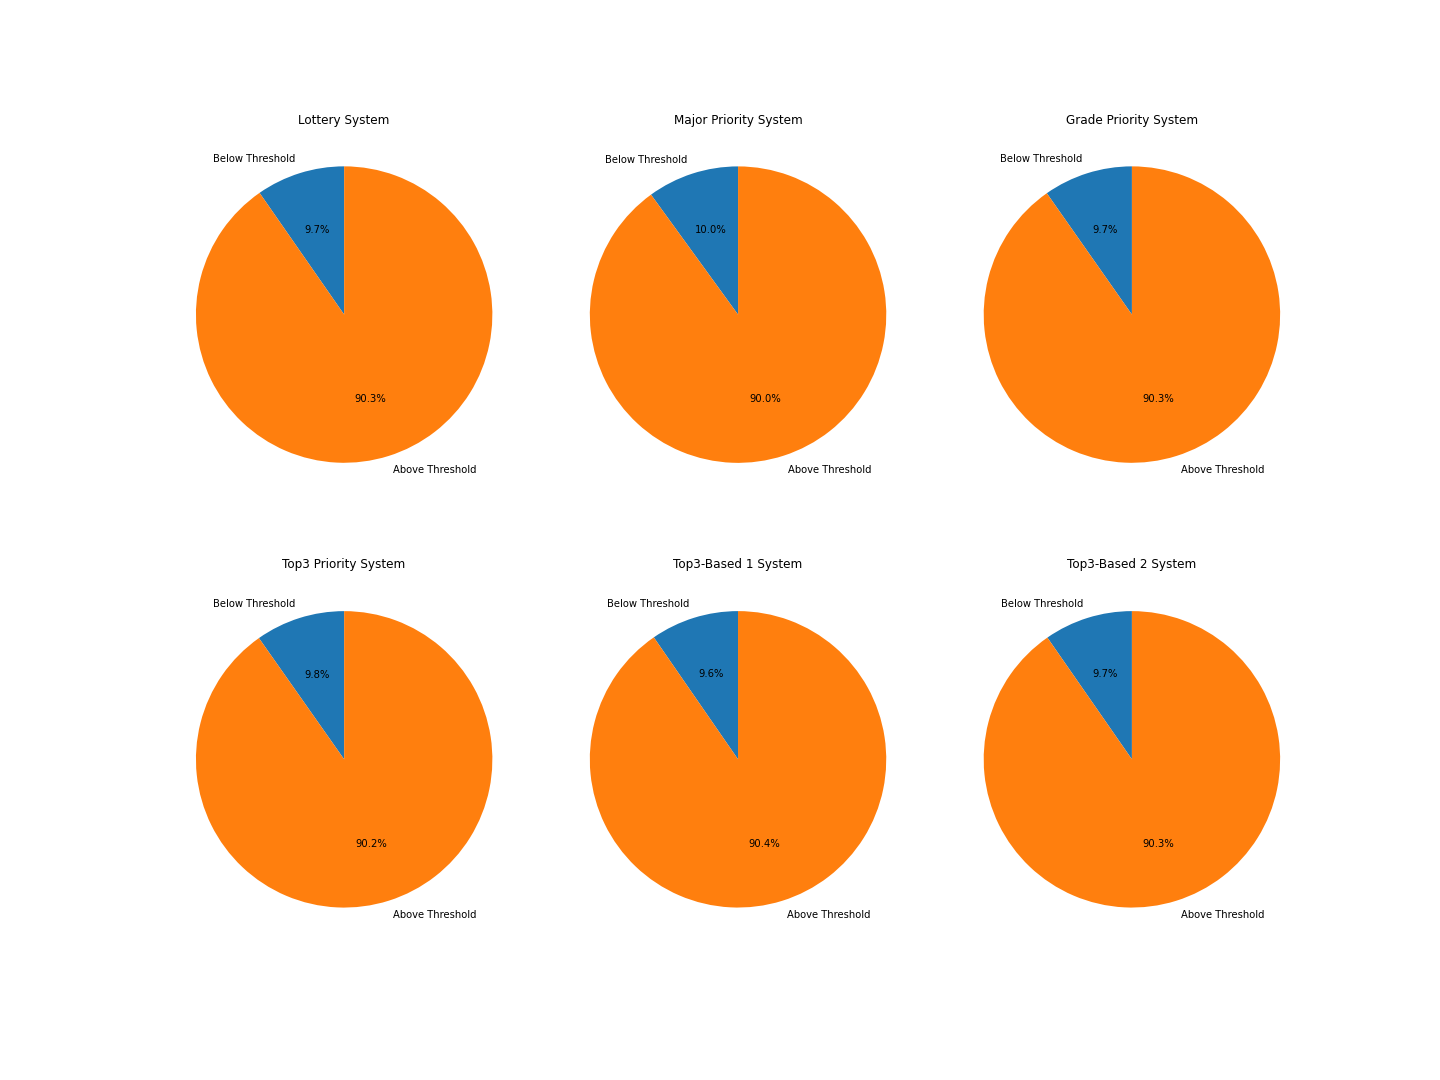 Lottery System
Below Threshold
9.7%
90.3%
Above Threshold
Major Priority System
Below Threshold
10.0%
90.0%
Above Threshold
Grade Priority System
Below Threshold
9.7%
90.3%
Above Threshold
Top3 Priority System
Below Threshold
9.8%
90.2%
Above Threshold
Top3-Based 1 System
Below Threshold
9.6%
90.4%
Above Threshold
Top3-Based 2 System
Below Threshold
9.7%
90.3%
Above Threshold